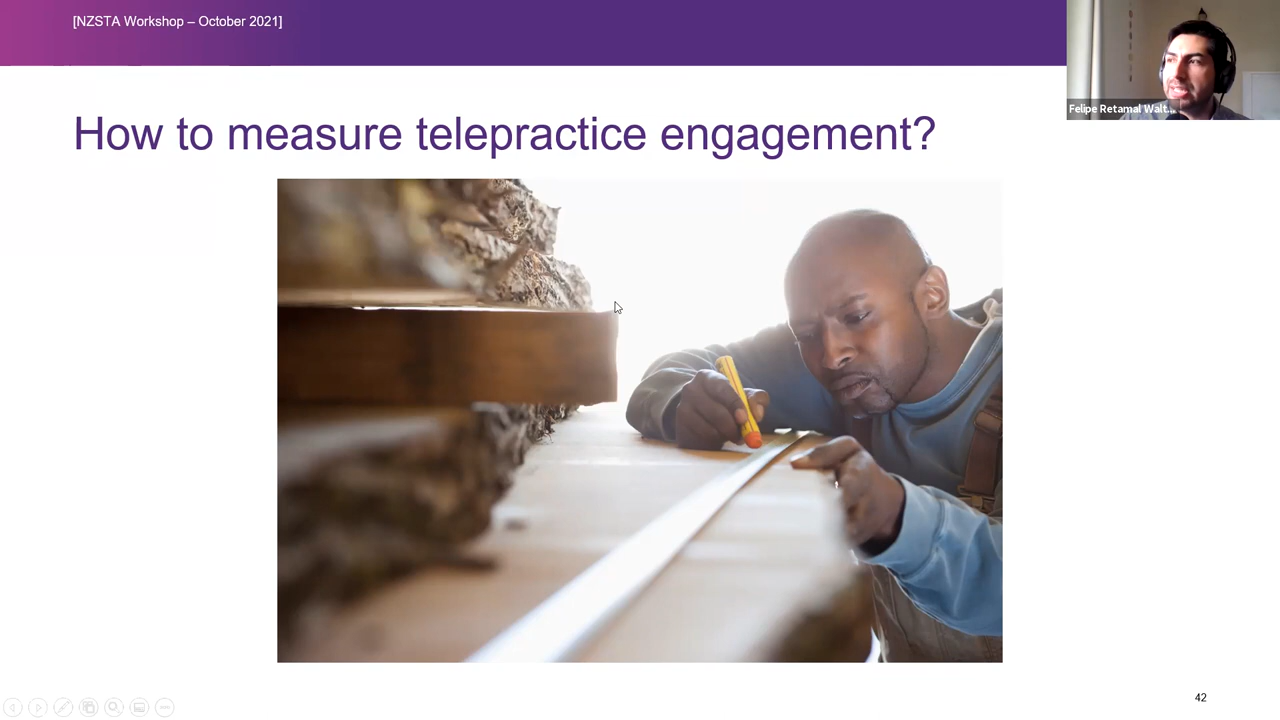 [NZSTA Workshop – October 2021]
Felipe Retamal Walt...
How to measure telepractice engagement?
42